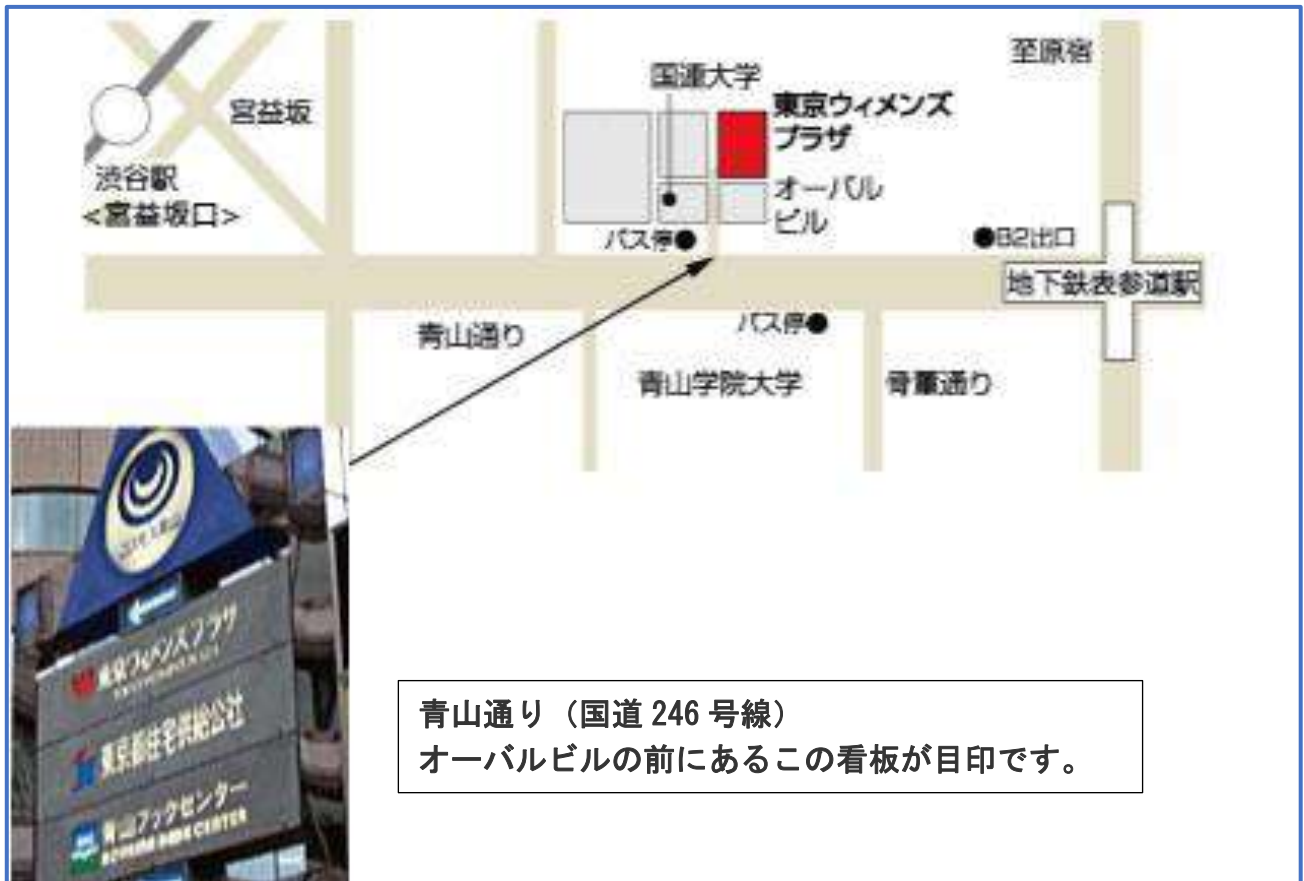 至原宿
国連大学
宮益坂
東京ウィメンズ
プラザ
渋谷駅
<宮益坂口>
オーバル
ビル
バス停
B2出口
地下鉄表参道駅
バス停
青山通り
青山学院大学
骨董通り
東京ウィメンズプラザ
東京都住宅供給公社
青山ブックセンター
青山通り（国道246号線）
オーバルビルの前にあるこの看板が目印です。